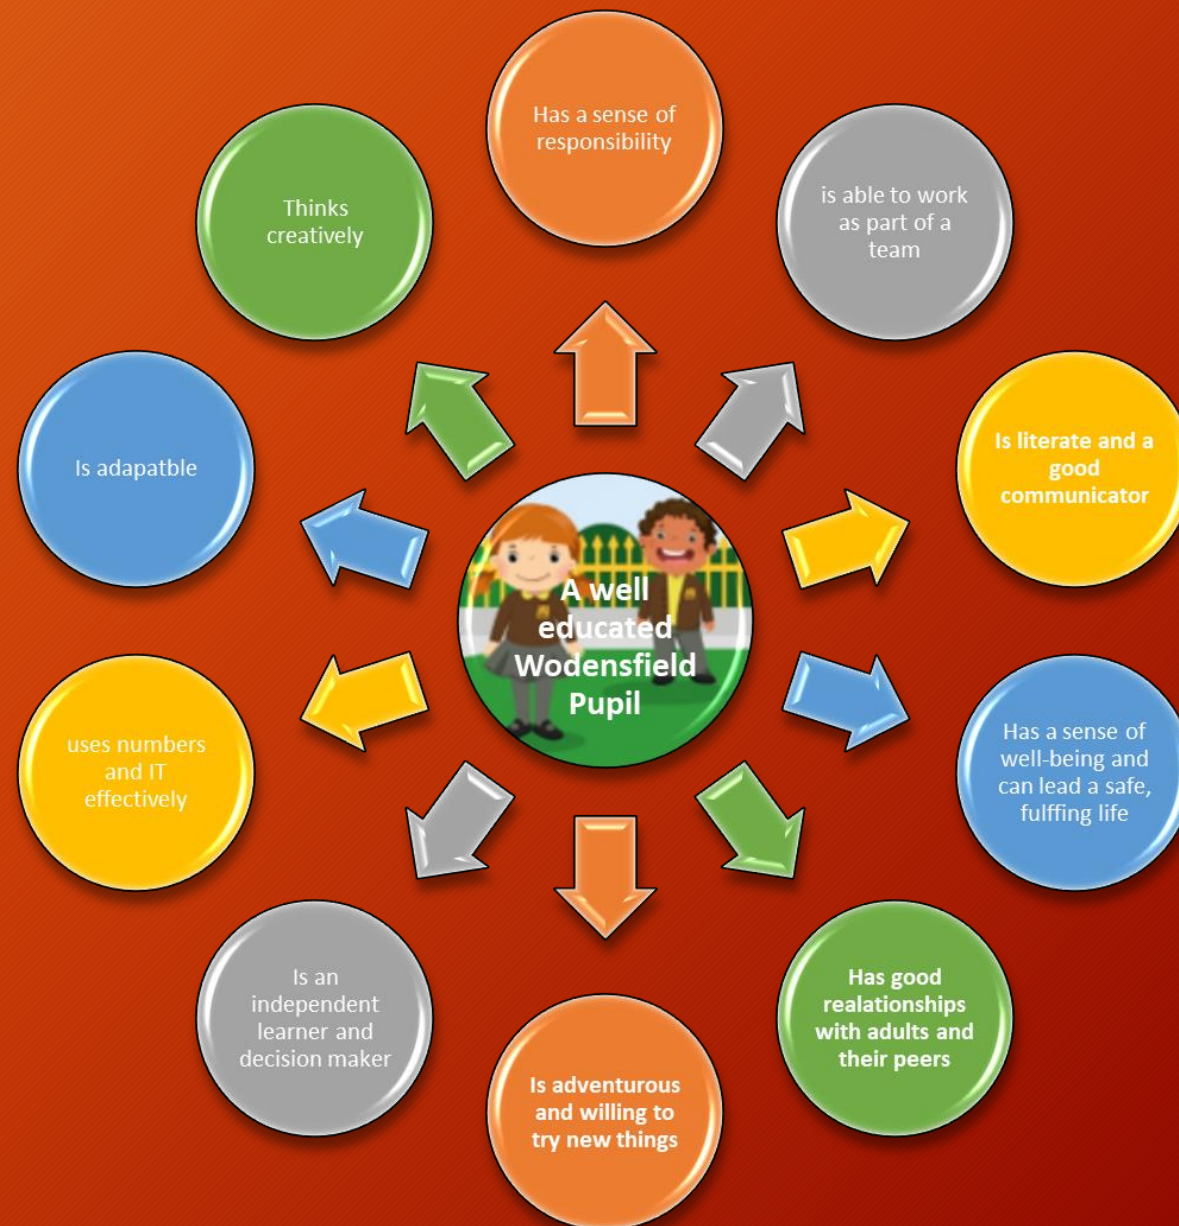 Has a sense of
responsibility
is able to work
as part of a
team
Is literate and a
good
communicator
Has a sense of
well-being and
can lead a safe,
fulffing life
Has good
realationships
with adults and
their peers
Is adventurous
and willing to
try new things
Is an
independent
learner and
decision maker
uses numbers
and IT
effectively
Is adapatble
Thinks
creatively
A well
educated
Wodensfield
Pupil